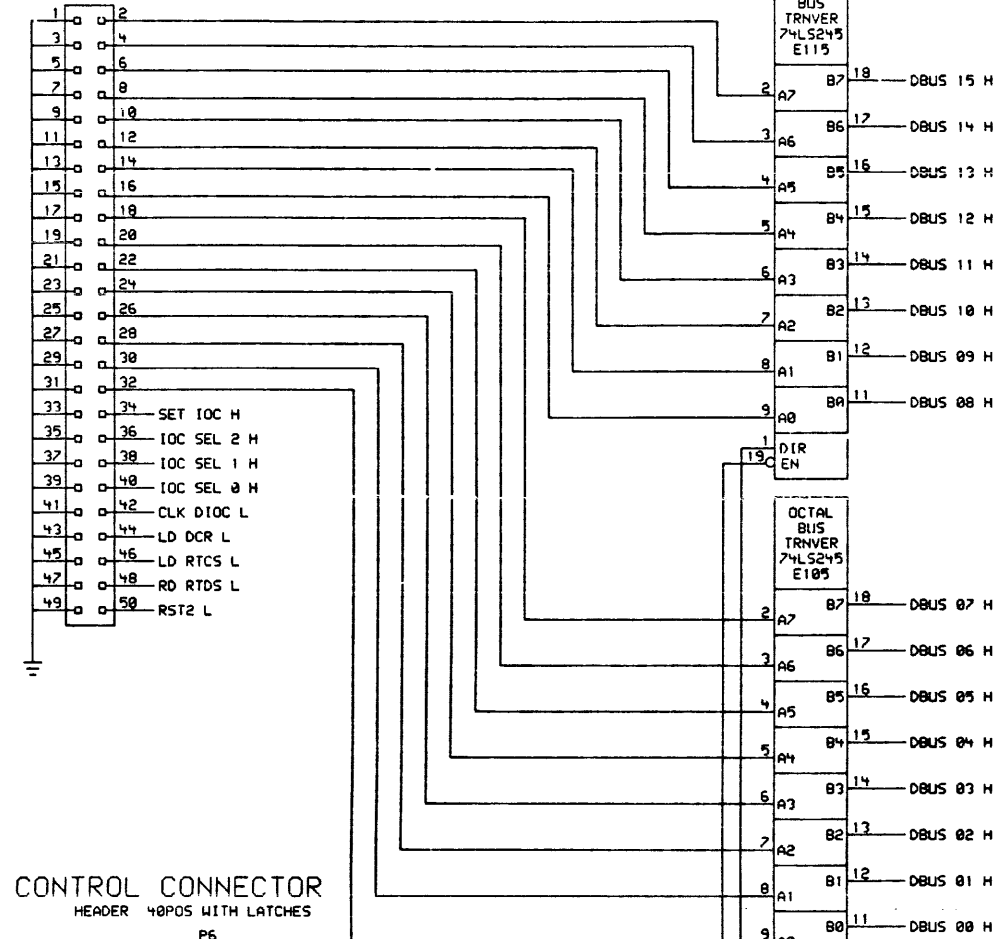 1 2
3 4
5 6
7 8
9 10
11 12
13 14
15 16
17 18
19 20
21 22
23 24
25 26
27 28
29 30
31 32
33 34 SET IOC H
35 36 IOC SEL 2 H
37 38 IOC SEL 1 H
39 40 IOC SEL 0 H
41 42 CLK DIOC L
43 44 LD DCR L
45 46 LD RTCS L
47 48 RD RTDS L
49 50 RST2 L
CONTROL CONNECTOR
HEADER 40POS WITH LATCHES
P6
BUS
TRNVER
74LS245
E115
2 A7 B7 18 DBUS 15 H
3 A6 B6 17 DBUS 14 H
4 A5 B5 16 DBUS 13 H
5 A4 B4 15 DBUS 12 H
6 A3 B3 14 DBUS 11 H
7 A2 B2 13 DBUS 10 H
8 A1 B1 12 DBUS 09 H
9 A0 B0 11 DBUS 08 H
1 DIR
19 EN
OCTAL
BUS
TRNVER
74LS245
E105
2 A7 B7 18 DBUS 07 H
3 A6 B6 17 DBUS 06 H
4 A5 B5 16 DBUS 05 H
5 A4 B4 15 DBUS 04 H
6 A3 B3 14 DBUS 03 H
7 A2 B2 13 DBUS 02 H
8 A1 B1 12 DBUS 01 H
9 B0 11 DBUS 00 H